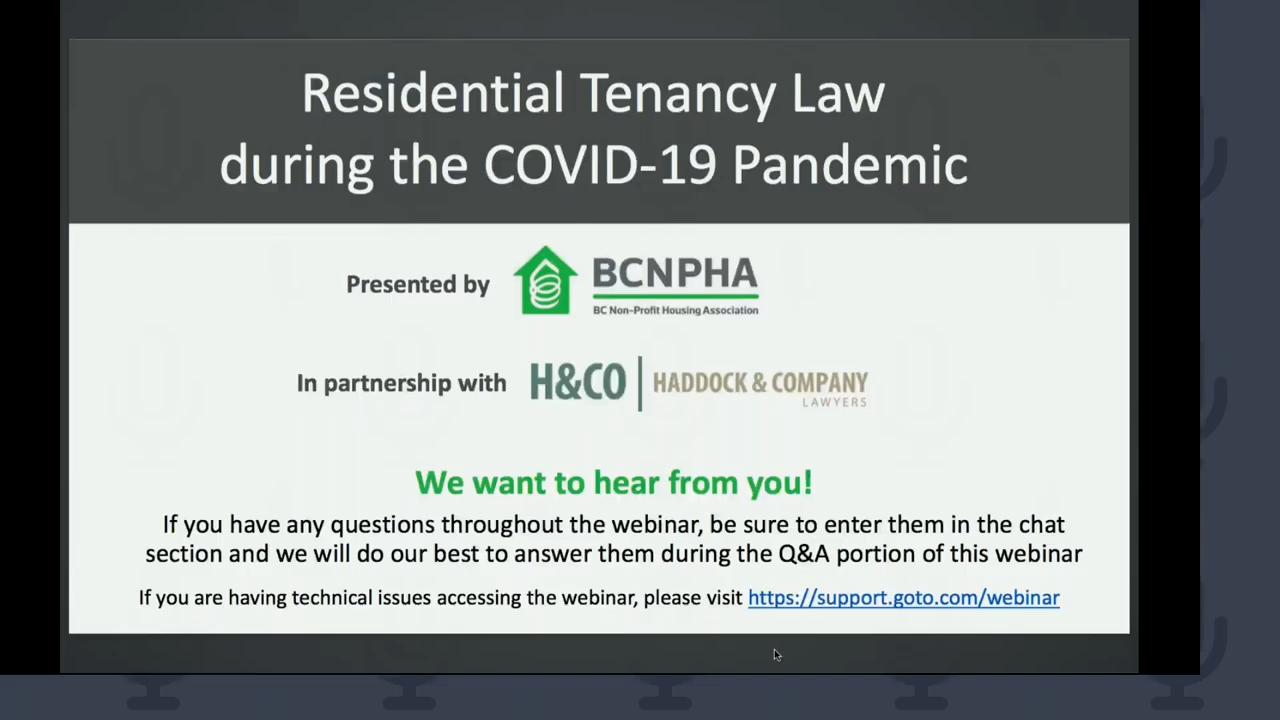 Residential Tenancy Law
during the COVID-19 Pandemic
Presented by
BCNPHA
BC Non-Profit Housing Association
In partnership with
H&CO
HADDOCK & COMPANY
LAWYERS
We want to hear from you!
If you have any questions throughout the webinar, be sure to enter them in the chat
section and we will do our best to answer them during the Q&A portion of this webinar
If you are having technical issues accessing the webinar, please visit https://support.goto.com/webinar